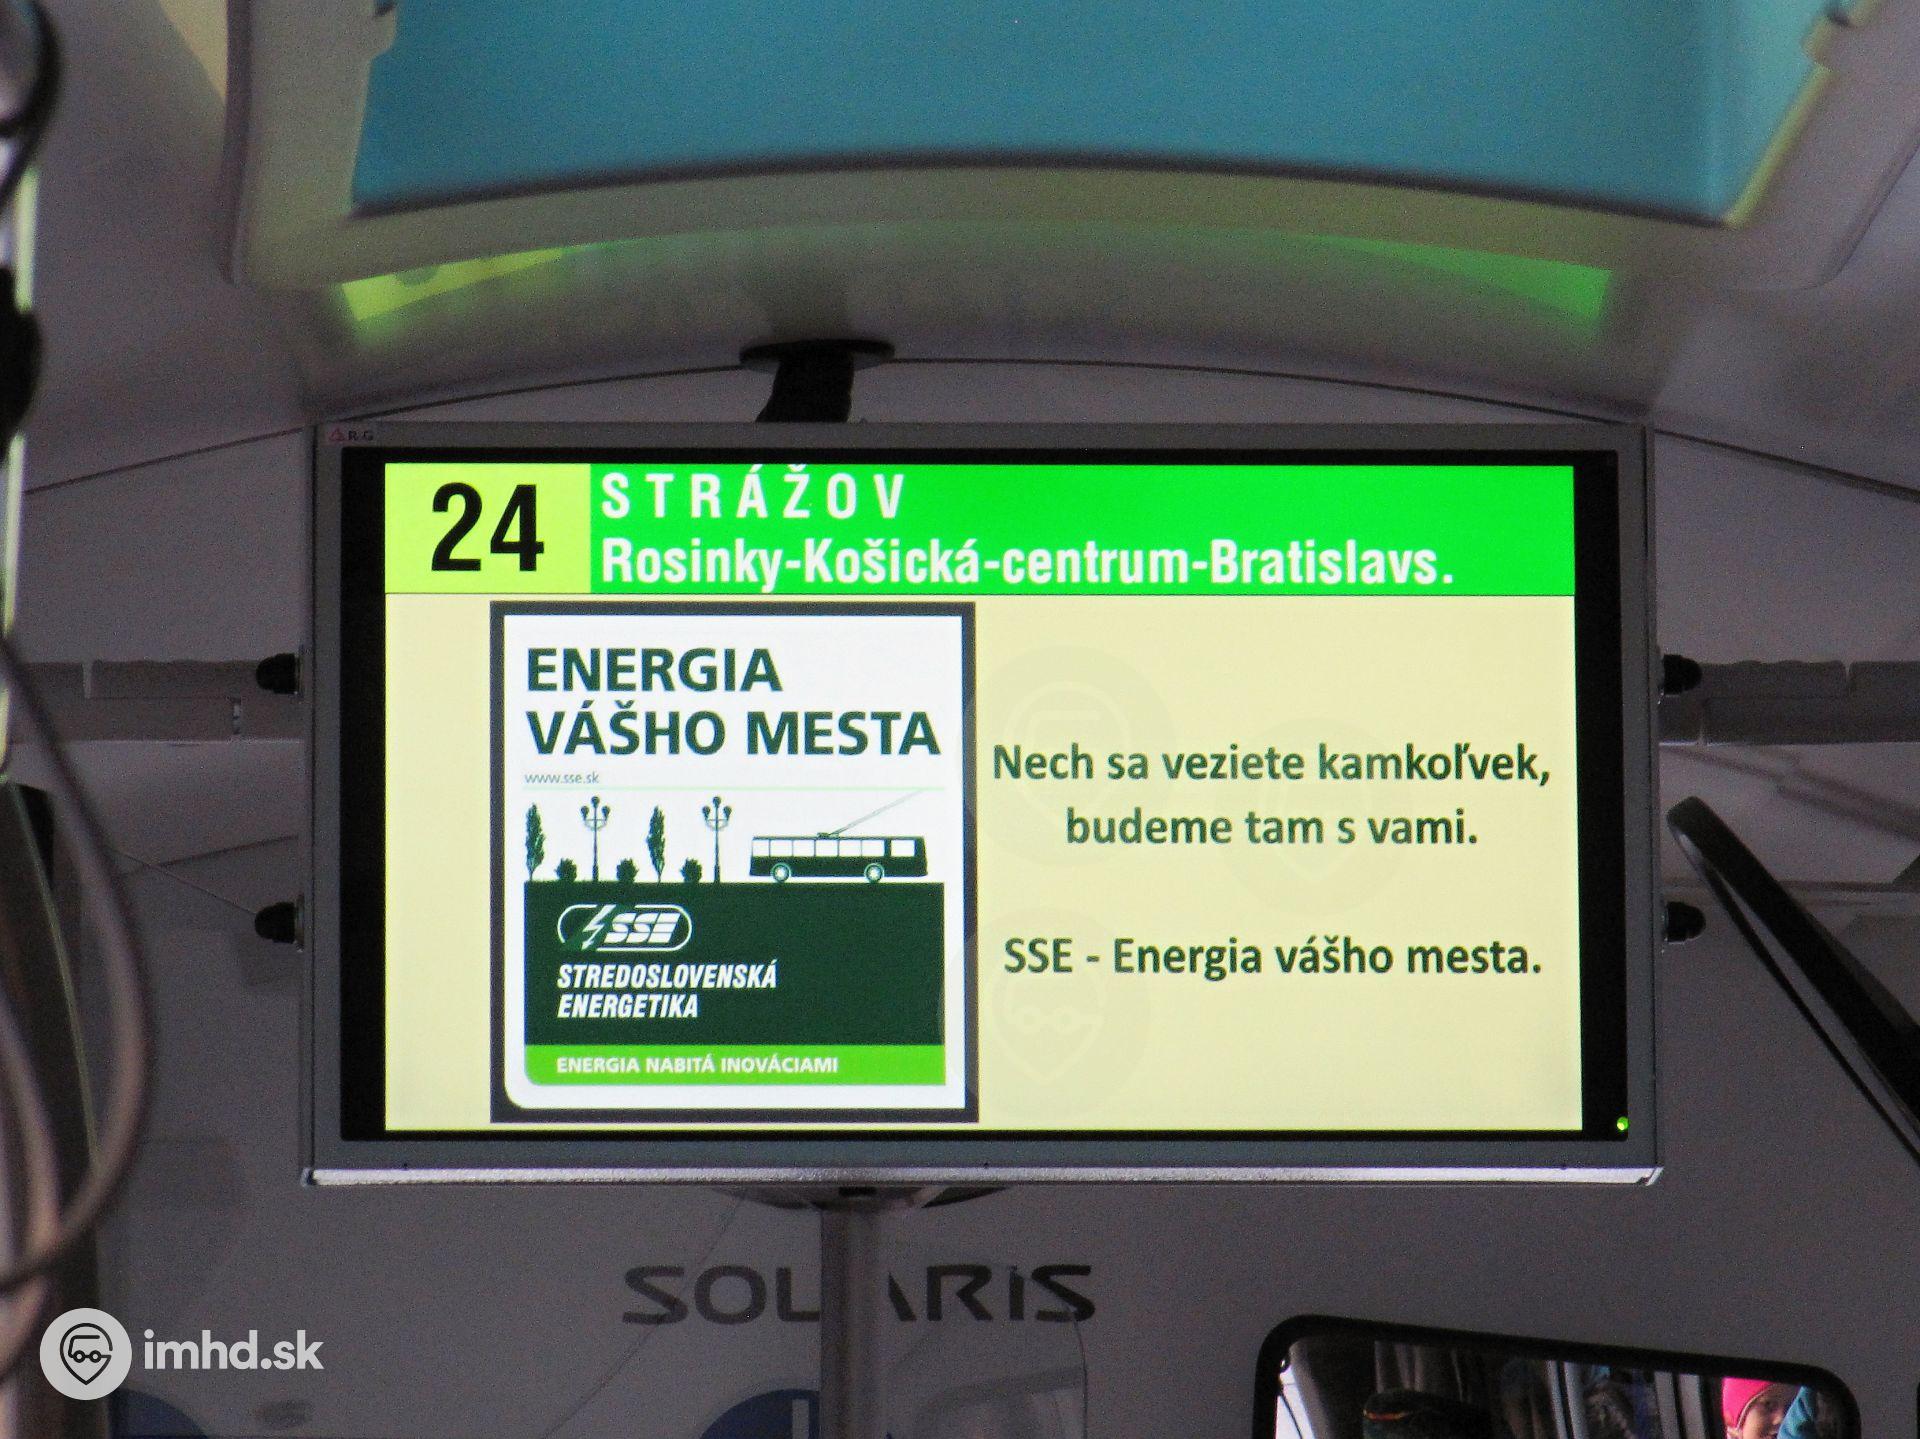 ARG
24
STRÁŽOV
Rosinky-Košická-centrum-Bratislavs.
ENERGIA
VÁŠHO MESTA
www.sse.sk
SSE
STREDOSLOVENSKÁ
ENERGETIKA
ENERGIA NABITÁ INOVÁCIAMI
Nech sa veziete kamkoľvek,
budeme tam s vami.
SSE - Energia vášho mesta.
SOLARIS
imhd.sk